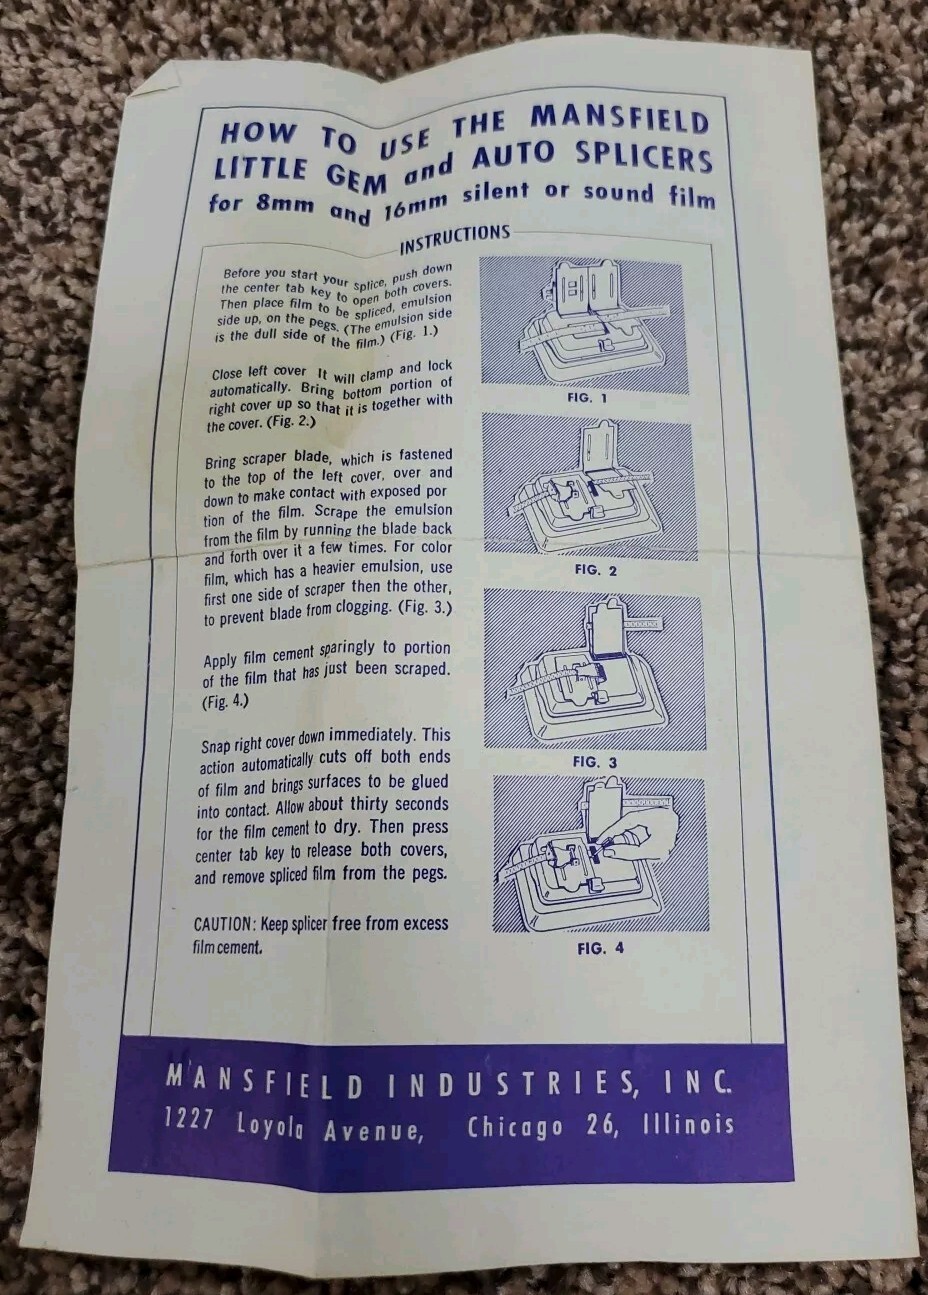 HOW TO USE THE MANSFIELD
LITTLE GEM and AUTO SPLICERS
for 8mm and 16mm silent or sound film
INSTRUCTIONS
Before you start your splice, push down
the center tab key to open both covers.
Then place film to be spliced, emulsion
side up, on the pegs. (The emulsion side
is the dull side of the film.) (Fig. 1.)
Close left cover It will clamp and lock
automatically. Bring bottom portion of
right cover up so that it is together with
the cover. (Fig. 2.)
Bring scraper blade, which is fastened
to the top of the left cover, over and
down to make contact with exposed por
tion of the film. Scrape the emulsion
from the film by running the blade back
and forth over it a few times. For color
film, which has a heavier emulsion, use
first one side of scraper then the other,
to prevent blade from clogging. (Fig. 3.)
Apply film cement sparingly to portion
of the film that has just been scraped.
(Fig. 4.)
Snap right cover down immediately. This
action automatically cuts off both ends
of film and brings surfaces to be glued
into contact. Allow about thirty seconds
for the film cement to dry. Then press
center tab key to release both covers,
and remove spliced film from the pegs.
CAUTION: Keep splicer free from excess
film cement.
FIG. 1
FIG. 2
FIG. 3
FIG. 4
MANSFIELD INDUSTRIES, INC.
1227 Loyola Avenue, Chicago 26, Illinois